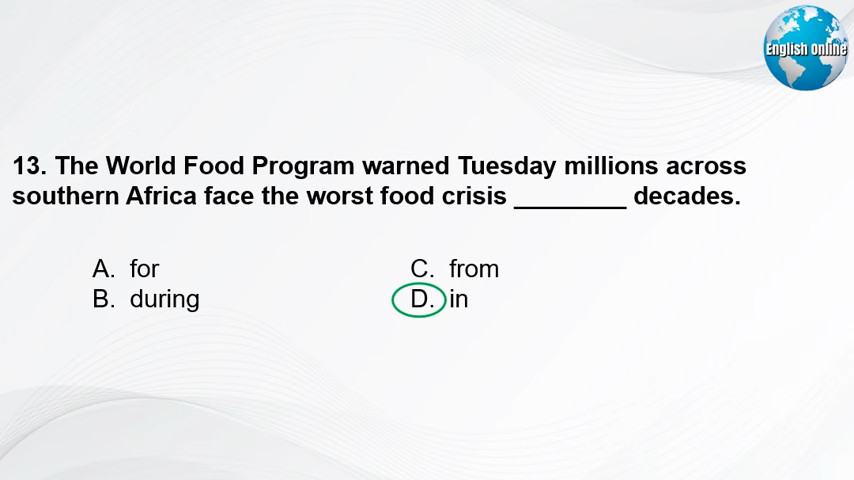 English Online
13. The World Food Program warned Tuesday millions across
southern Africa face the worst food crisis ________ decades.
A. for
B. during
C. from
D. in